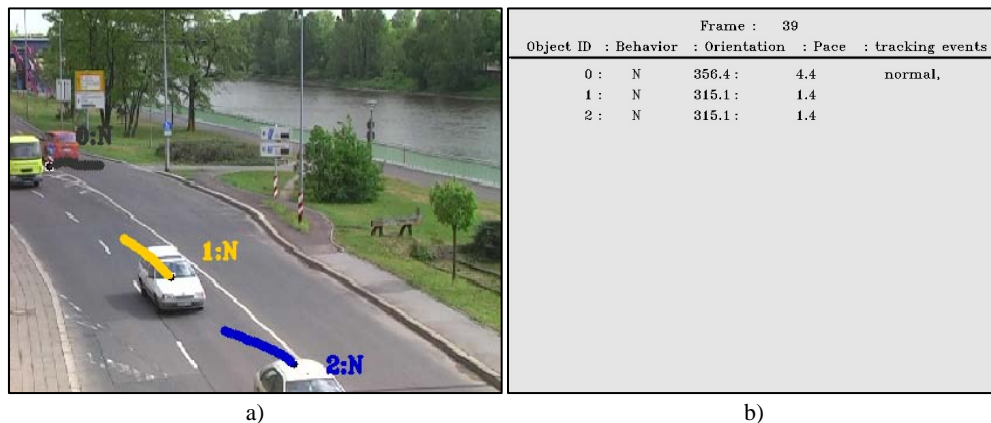 0:N
1:N
2:N
Frame : 39
Object ID : Behavior : Orientation : Pace : tracking events
0 : N 356.4 : 4.4 normal,
1 : N 315.1 : 1.4
2 : N 315.1 : 1.4
a)
b)